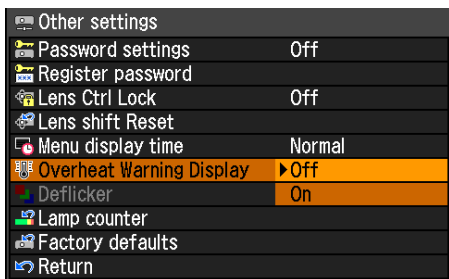 Other settings
Password settings Off
Register password
Lens Ctrl Lock Off
Lens shift Reset
Menu display time Normal
Overheat Warning Display Off
Deflicker On
Lamp counter
Factory defaults
Return